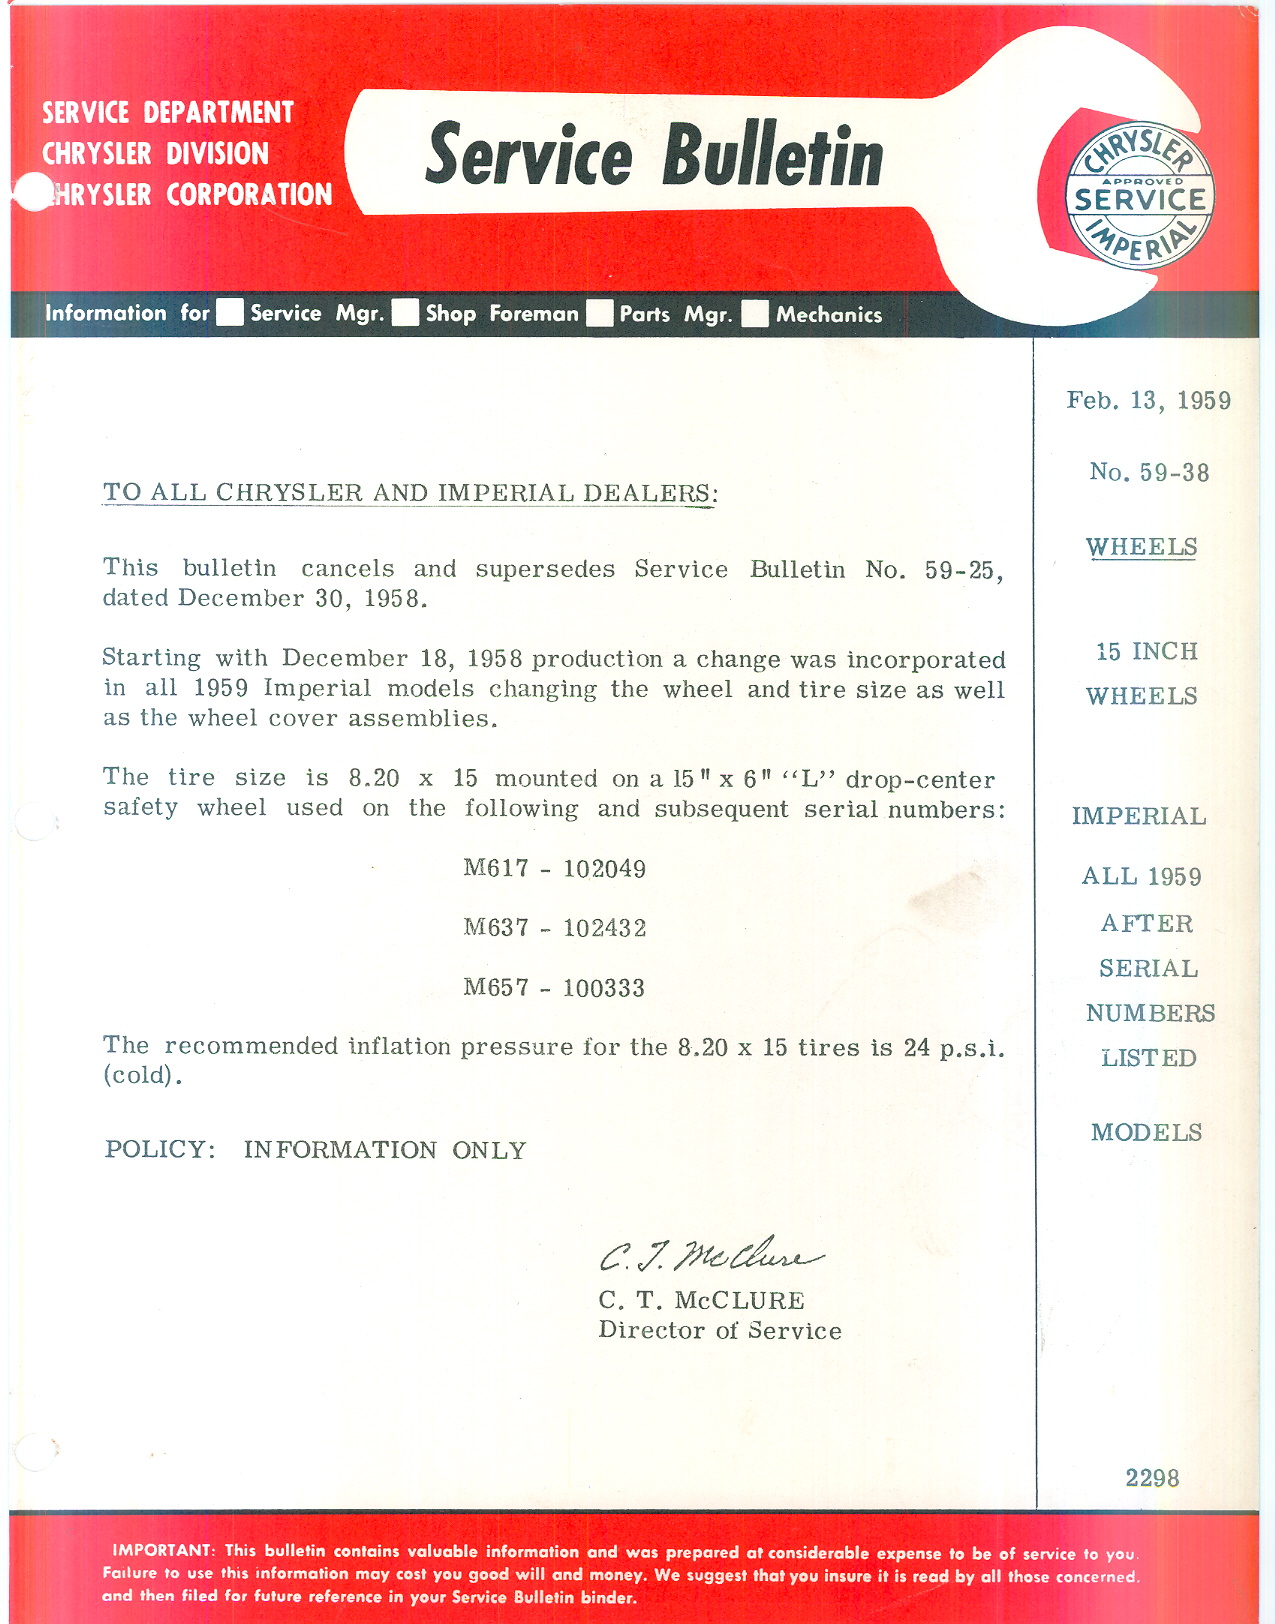 SERVICE DEPARTMENT
CHRYSLER DIVISION
CHRYSLER CORPORATION
Service Bulletin
CHRYSLER
APPROVED
SERVICE
IMPERIAL
Information for Service Mgr. Shop Foreman Parts Mgr. Mechanics
Feb. 13, 1959
No. 59-38
WHEELS
15 INCH
WHEELS
IMPERIAL
ALL 1959
AFTER
SERIAL
NUMBERS
LISTED
MODELS
2298
TO ALL CHRYSLER AND IMPERIAL DEALERS:
This bulletin cancels and supersedes Service Bulletin No. 59-25,
dated December 30, 1958.
Starting with December 18, 1958 production a change was incorporated
in all 1959 Imperial models changing the wheel and tire size as well
as the wheel cover assemblies.
The tire size is 8.20 x 15 mounted on a 15" x 6" “L” drop-center
safety wheel used on the following and subsequent serial numbers:
M617 - 102049
M637 - 102432
M657 - 100333
The recommended inflation pressure for the 8.20 x 15 tires is 24 p.s.i.
(cold).
POLICY: INFORMATION ONLY
C. T. McClure
C. T. McCLURE
Director of Service
IMPORTANT: This bulletin contains valuable information and was prepared at considerable expense to be of service to you.
Failure to use this information may cost you good will and money. We suggest that you insure it is read by all those concerned.
and then filed for future reference in your Service Bulletin binder.